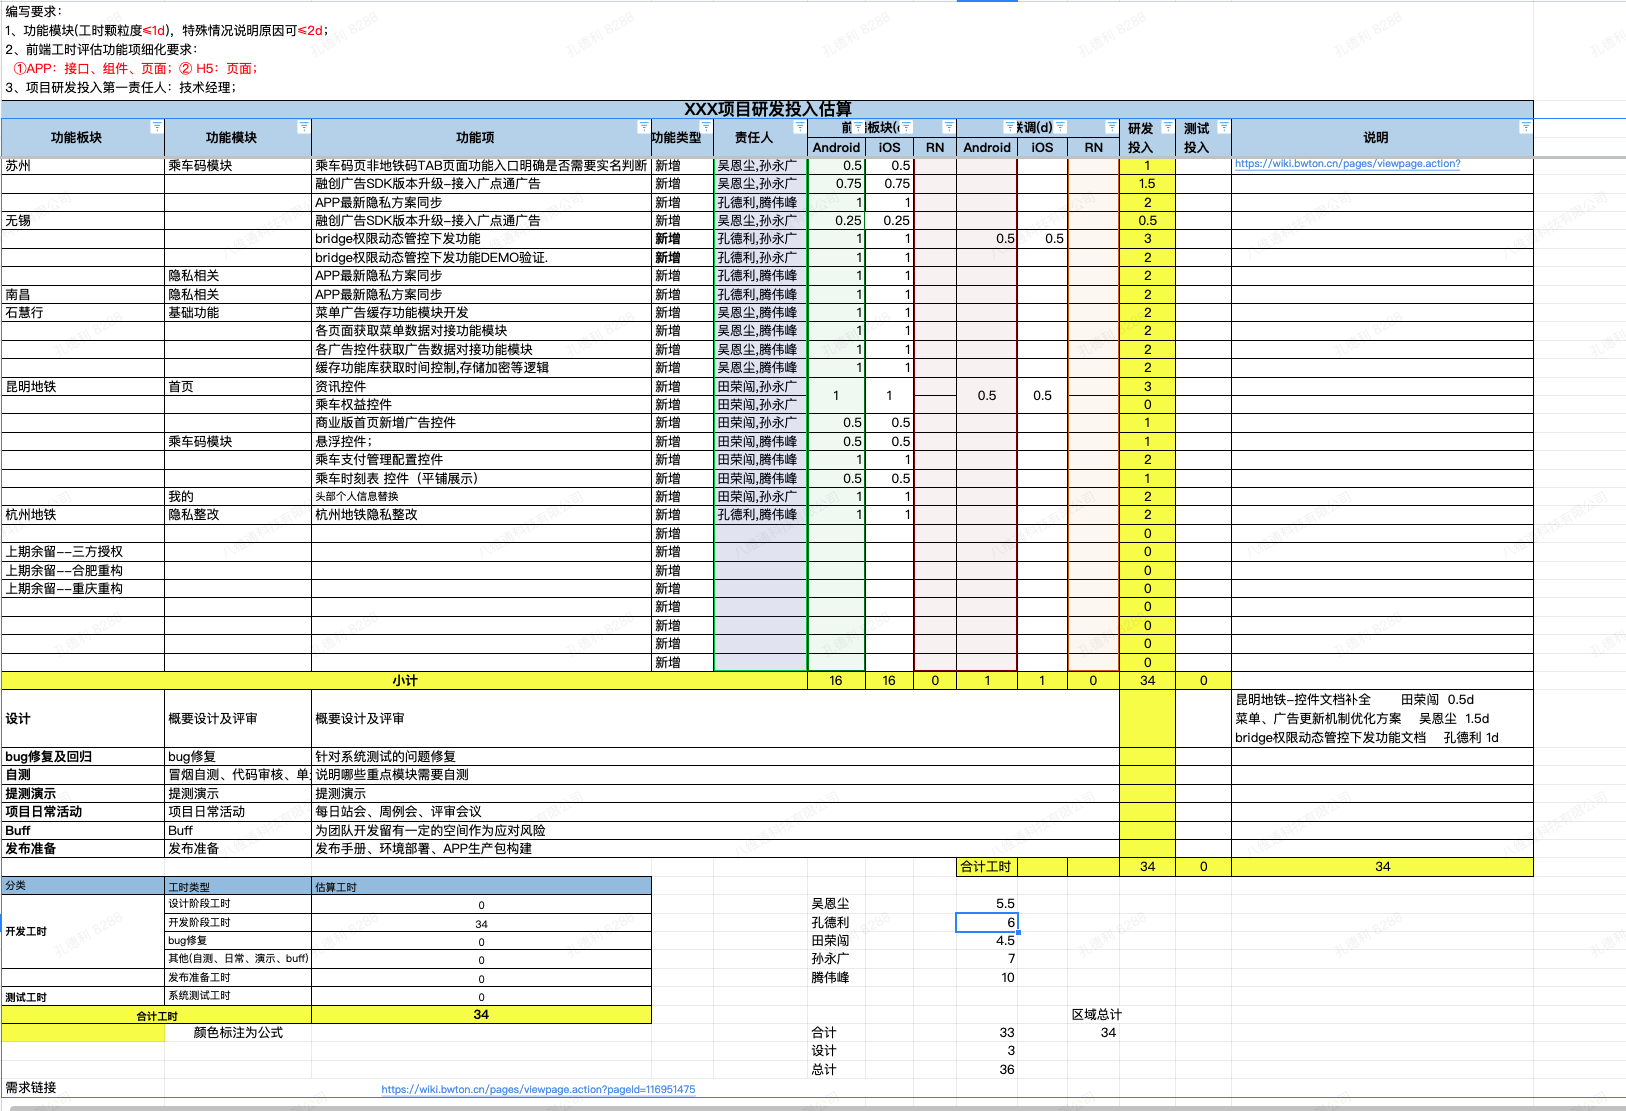 编写要求：
1、功能模块(工时颗粒度≤1d)，特殊情况说明原因可≤2d；
2、前端工时评估功能项细化要求：
①APP：接口、组件、页面；② H5：页面；
3、项目研发投入第一责任人：技术经理；
XXX项目研发投入估算
功能板块 功能模块 功能项 功能类型 责任人 研发投入 测试投入 说明
Android iOS RN Android iOS RN
苏州 乘车码模块 乘车码页非地铁码TAB页面功能入口明确是否需要实名判断 新增 吴恩尘,孙永广 0.5 0.5 1 https://wiki.bwton.cn/pages/viewpage.action?
融创广告SDK版本升级-接入广点通广告 新增 吴恩尘,孙永广 0.75 0.75 1.5
APP最新隐私方案同步 新增 孔德利,腾伟峰 1 1 2
无锡 融创广告SDK版本升级-接入广点通广告 新增 吴恩尘,孙永广 0.25 0.25 0.5
bridge权限动态管控下发功能 新增 孔德利,孙永广 1 1 0.5 0.5 3
bridge权限动态管控下发功能DEMO验证. 新增 孔德利,孙永广 1 1 2
隐私相关 APP最新隐私方案同步 新增 孔德利,腾伟峰 1 1 2
南昌 隐私相关 APP最新隐私方案同步 新增 孔德利,腾伟峰 1 1 2
石慧行 基础功能 菜单广告缓存功能模块开发 新增 吴恩尘,腾伟峰 1 1 2
各页面获取菜单数据对接功能模块 新增 吴恩尘,腾伟峰 1 1 2
各广告控件获取广告数据对接功能模块 新增 吴恩尘,腾伟峰 1 1 2
缓存功能库获取时间控制,存储加密等逻辑 新增 吴恩尘,腾伟峰 1 1 2
昆明地铁 首页 资讯控件 新增 田荣闯,孙永广 1 1 0.5 0.5 3
乘车权益控件 新增 田荣闯,孙永广 0
商业版首页新增广告控件 新增 田荣闯,孙永广 0.5 0.5 1
乘车码模块 悬浮控件； 新增 田荣闯,腾伟峰 0.5 0.5 1
乘车支付管理配置控件 新增 田荣闯,腾伟峰 1 1 2
乘车时刻表 控件（平铺展示） 新增 田荣闯,腾伟峰 0.5 0.5 1
我的 头部个人信息替换 新增 田荣闯,孙永广 1 1 2
杭州地铁 隐私整改 杭州地铁隐私整改 新增 孔德利,腾伟峰 1 1 2
新增 0
上期余留--三方授权 新增 0
上期余留--合肥重构 新增 0
上期余留--重庆重构 新增 0
新增 0
新增 0
新增 0
新增 0
小计 16 16 0 1 1 0 34 0
设计 概要设计及评审 概要设计及评审
昆明地铁-控件文档补全 田荣闯 0.5d
菜单、广告更新机制优化方案 吴恩尘 1.5d
bridge权限动态管控下发功能文档 孔德利 1d
bug修复及回归 bug修复 针对系统测试的问题修复
自测 冒烟自测、代码审核、单 说明哪些重点模块需要自测
提测演示 提测演示 提测演示
项目日常活动 项目日常活动 每日站会、周例会、评审会议
Buff Buff 为团队开发留有一定的空间作为应对风险
发布准备 发布准备 发布手册、环境部署、APP生产包构建
合计工时 34 0 34
分类 工时类型 估算工时
开发工时 设计阶段工时 0 吴恩尘 5.5
开发阶段工时 34 孔德利 6
bug修复 0 田荣闯 4.5
其他(自测、日常、演示、buff) 0 孙永广 7
发布准备工时 0 腾伟峰 10
测试工时 系统测试工时 0
合计工时 34 区域总计
颜色标注为公式 合计 33 34
设计 3
总计 36
需求链接 https://wiki.bwton.cn/pages/viewpage.action?pageId=116951475